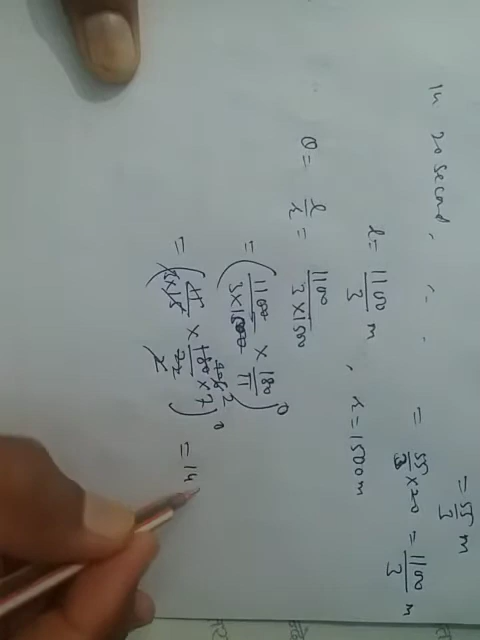 = 55/3 m
= 55/3 × 20 = 1100/3 m
In 20 second,
l = 1100/3 m, r = 1500 m
θ = l/r = 1100/3×1500
= (1100/3×1500 × 180/π)°
= 14